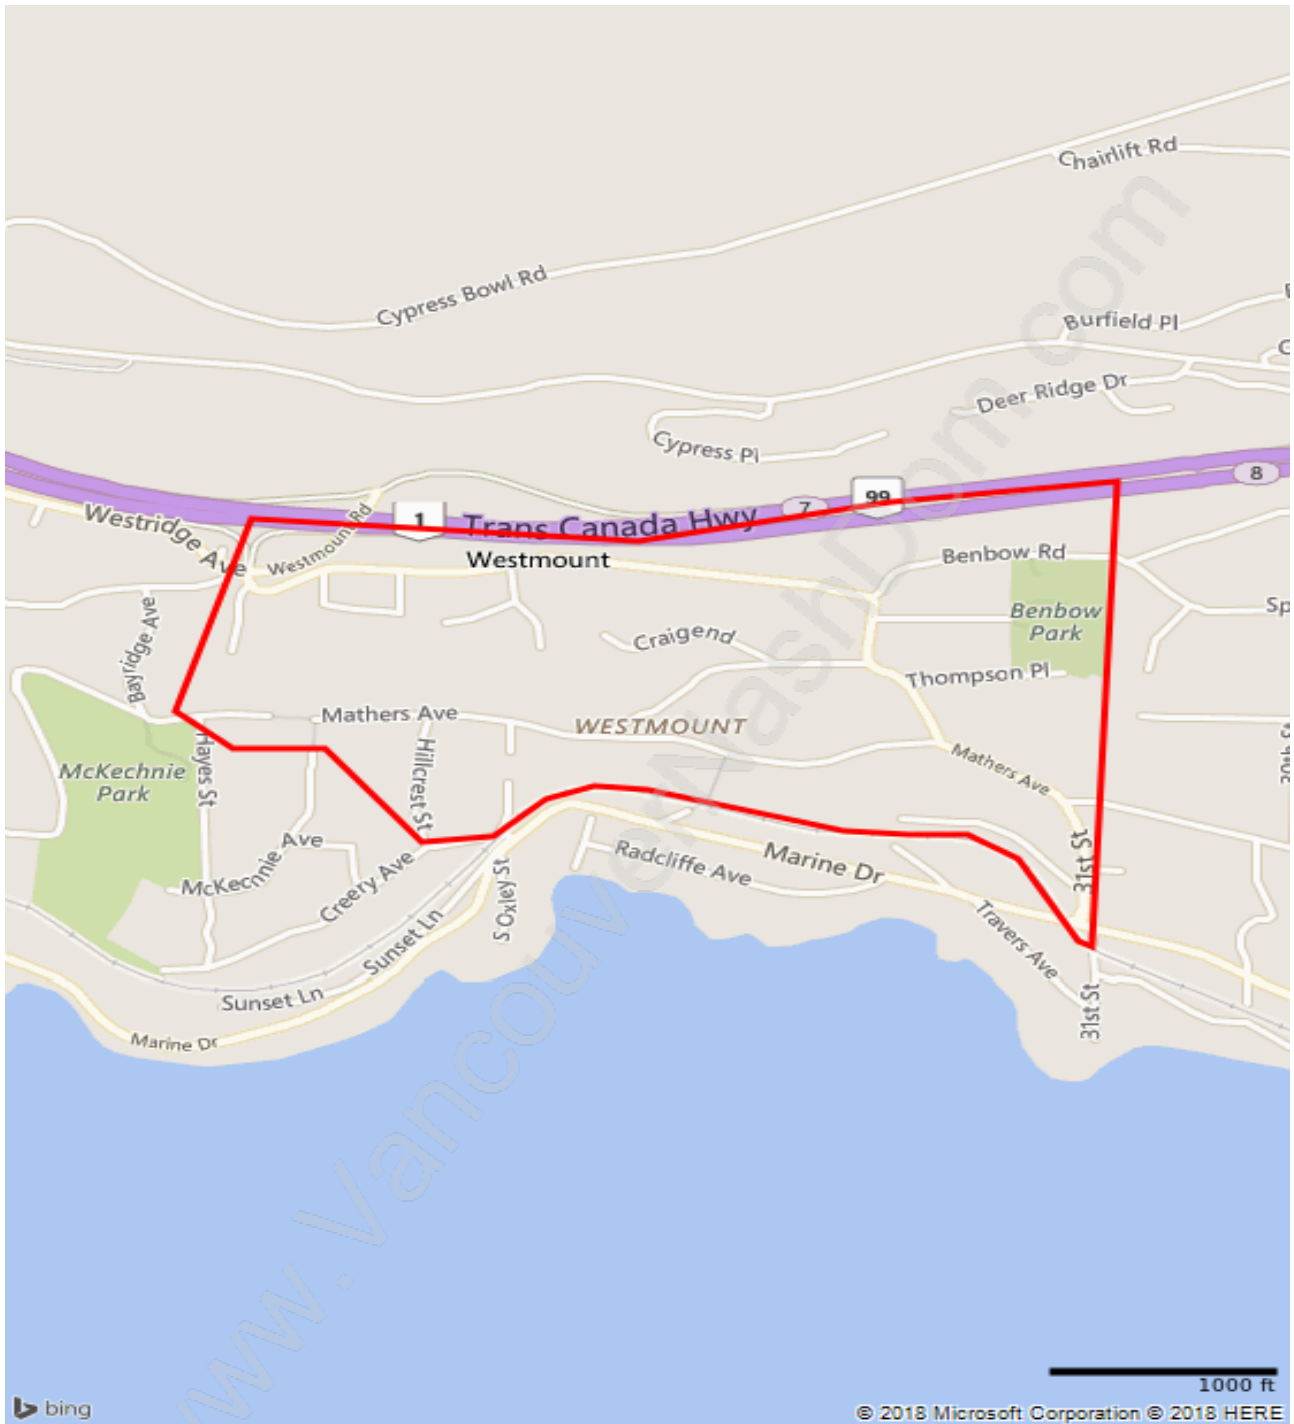 Chairlift Rd
Cypress Bowl Rd
Burfield Pl
Deer Ridge Dr
Cypress Pl
8
99
7
1
Trans Canada Hwy
Westridge Ave
Westmount Rd
Westmount
Benbow Rd
Benbow
Park
Bayridge Ave
Craigend
Thompson Pl
Mathers Ave
WESTMOUNT
Hayes St
Hillcrest St
McKechnie
Park
Mathers Ave
30th St
McKechnie Ave
Creery Ave
Radcliffe Ave
Marine Dr
31st St
S Oxley St
Sunset Ln
Travers Ave
Sunset Ln
31st St
Marine Dr
www.VancouverNashDom.com
1000 ft
bing
© 2018 Microsoft Corporation © 2018 HERE